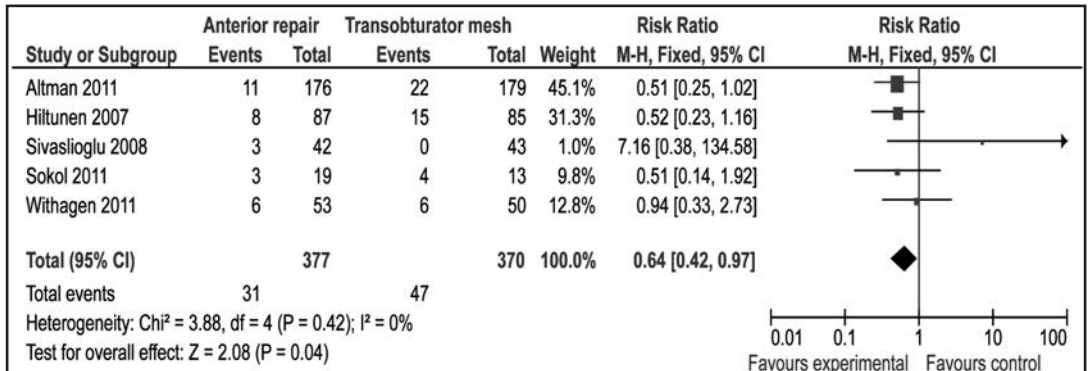 Anterior repair Transobturator mesh Risk Ratio Risk Ratio
Study or Subgroup Events Total Events Total Weight M-H, Fixed, 95% CI M-H, Fixed, 95% CI
Altman 2011 11 176 22 179 45.1% 0.51 [0.25, 1.02]
Hiltunen 2007 8 87 15 85 31.3% 0.52 [0.23, 1.16]
Sivaslioglu 2008 3 42 0 43 1.0% 7.16 [0.38, 134.58]
Sokol 2011 3 19 4 13 9.8% 0.51 [0.14, 1.92]
Withagen 2011 6 53 6 50 12.8% 0.94 [0.33, 2.73]
Total (95% CI) 377 370 100.0% 0.64 [0.42, 0.97]
Total events 31 47
Heterogeneity: Chi² = 3.88, df = 4 (P = 0.42); I² = 0%
Test for overall effect: Z = 2.08 (P = 0.04)
0.01 0.1 1 10 100
Favours experimental Favours control